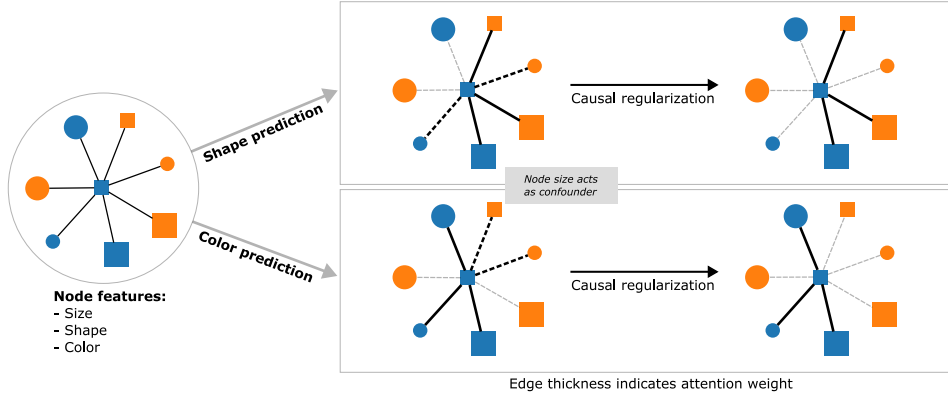 Shape prediction
Color prediction
Node features:
- Size
- Shape
- Color
Causal regularization
Node size acts
as confounder
Causal regularization
Edge thickness indicates attention weight